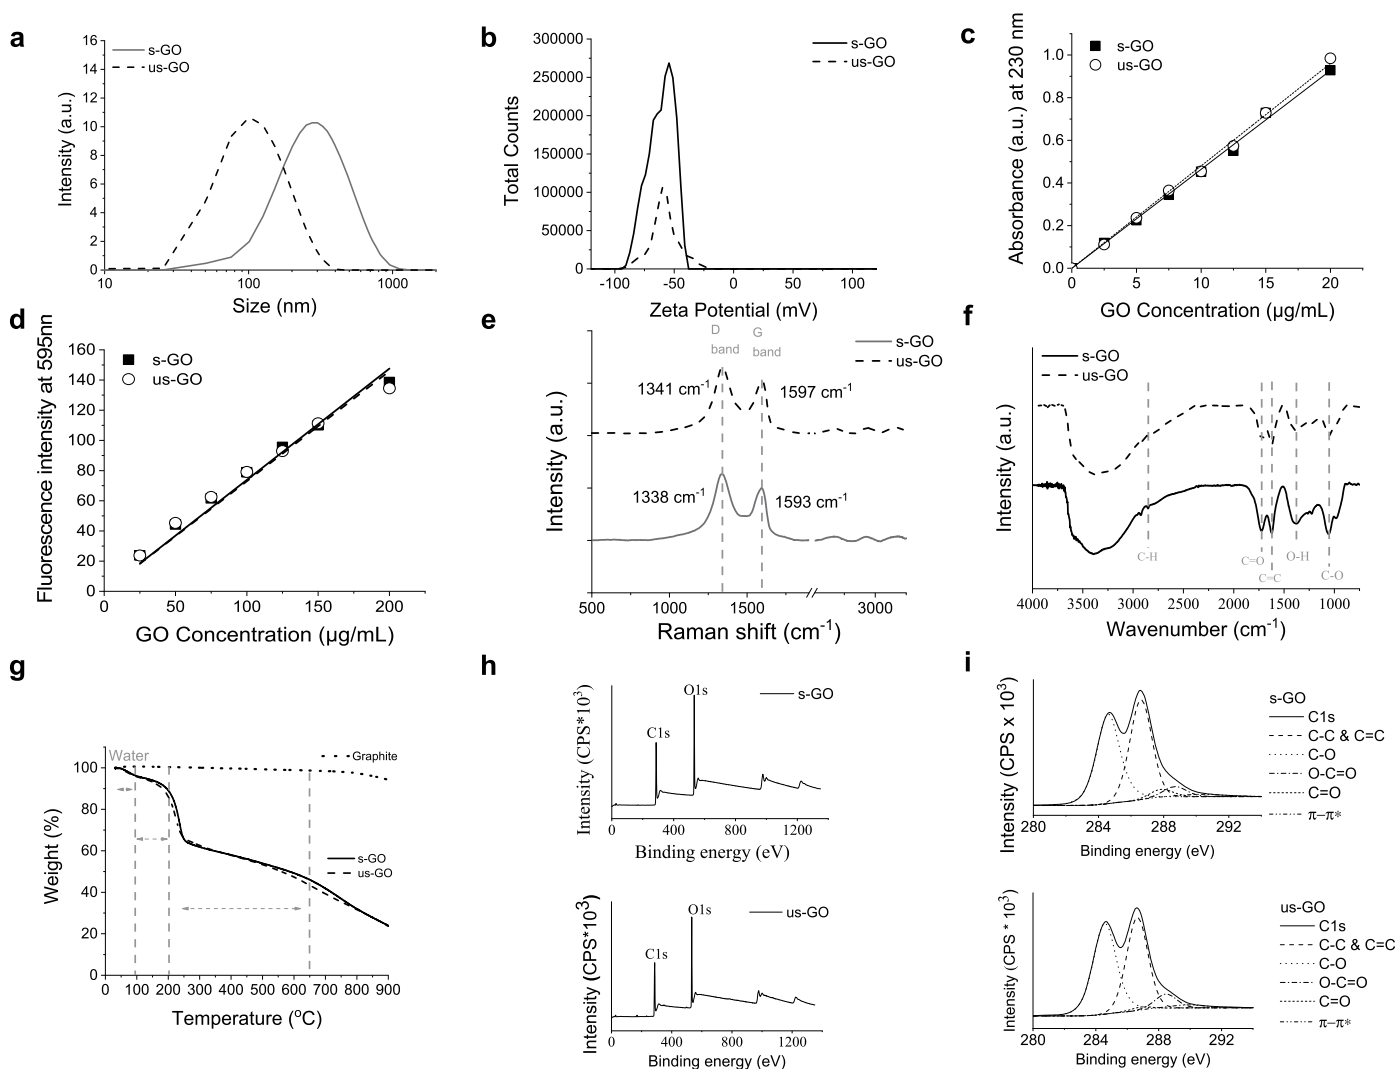 a
16
14
12
10
8
6
4
2
0
Intensity (a.u.)
s-GO
us-GO
10
100
1000
Size (nm)
b
300000
250000
200000
150000
100000
50000
0
Total Counts
s-GO
us-GO
-100
-50
0
50
100
Zeta Potential (mV)
c
1.0
0.8
0.6
0.4
0.2
0.0
Absorbance (a.u.) at 230 nm
s-GO
us-GO
0
5
10
15
20
GO Concentration (µg/mL)
d
160
140
120
100
80
60
40
20
0
Fluorescence intensity at 595nn
s-GO
us-GO
0
50
100
150
200
GO Concentration (µg/mL)
e
Intensity (a.u.)
D
band
G
band
s-GO
us-GO
1341 cm⁻¹
1597 cm⁻¹
1338 cm⁻¹
1593 cm⁻¹
500
1000
1500
3000
Raman shift (cm⁻¹)
f
Intensity (a.u.)
s-GO
us-GO
C-H
C=O
C=C
O-H
C-O
4000
3500
3000
2500
2000
1500
1000
Wavenumber (cm⁻¹)
g
100
80
60
40
20
0
Weight (%)
Water
Graphite
s-GO
us-GO
0
100
200
300
400
500
600
700
800
900
Temperature (°C)
h
Intensity (CPS*10³)
C1s
O1s
s-GO
0
400
800
1200
Binding energy (eV)
Intensity (CPS*10³)
C1s
O1s
us-GO
0
400
800
1200
Binding energy (eV)
i
Intensity (CPS x 10³)
s-GO
C1s
C-C & C=C
C-O
O-C=O
C=O
π–π*
280
284
288
292
Binding energy (eV)
Intensity (CPS * 10³)
us-GO
C1s
C-C & C=C
C-O
O-C=O
C=O
π–π*
280
284
288
292
Binding energy (eV)